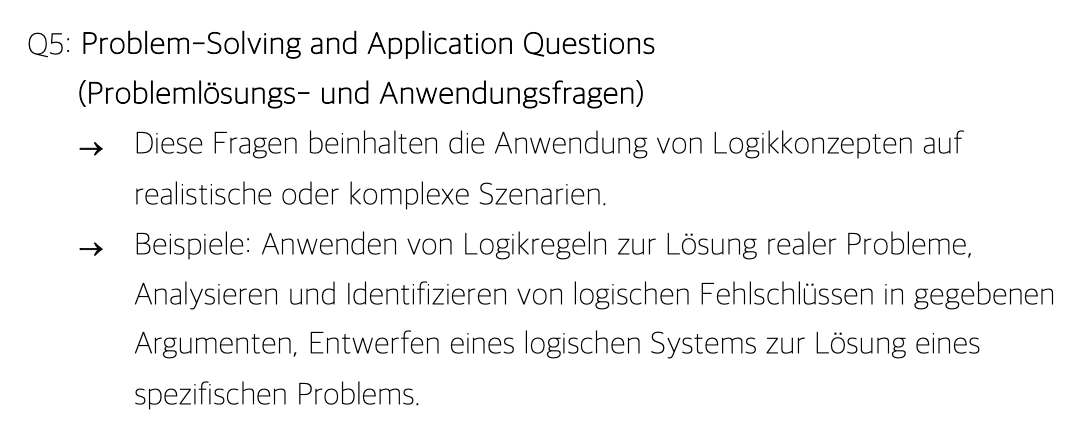 Q5: Problem-Solving and Application Questions
(Problemlösungs- und Anwendungsfragen)
→ Diese Fragen beinhalten die Anwendung von Logikkonzepten auf
realistische oder komplexe Szenarien.
→ Beispiele: Anwenden von Logikregeln zur Lösung realer Probleme,
Analysieren und Identifizieren von logischen Fehlschlüssen in gegebenen
Argumenten, Entwerfen eines logischen Systems zur Lösung eines
spezifischen Problems.